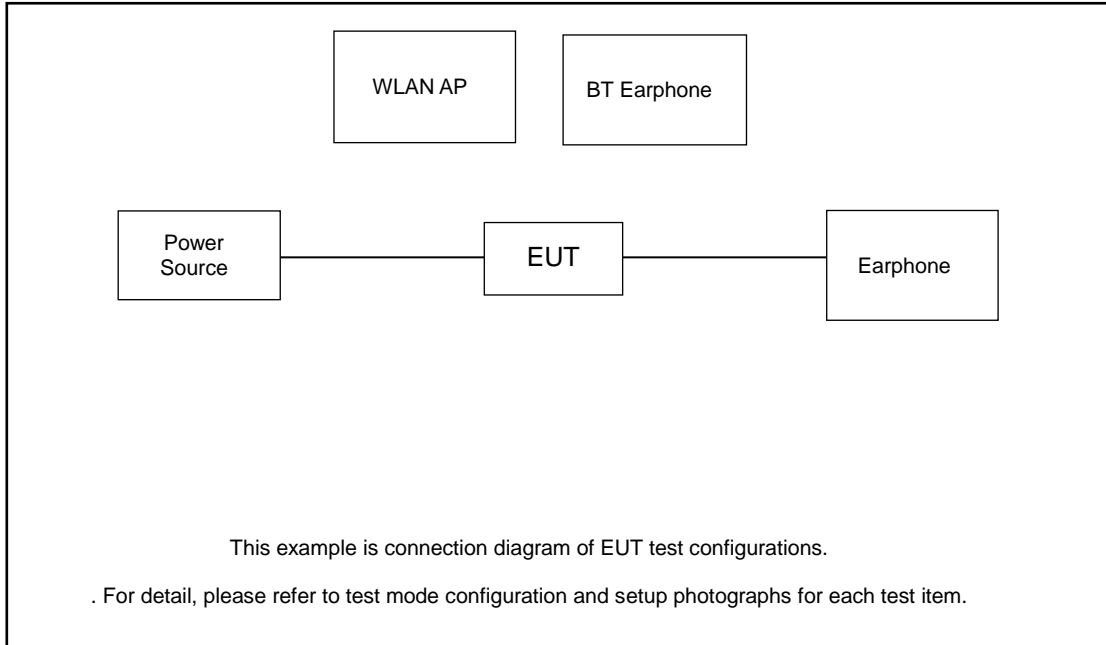 WLAN AP
BT Earphone
Power
Source
EUT
Earphone
This example is connection diagram of EUT test configurations.
. For detail, please refer to test mode configuration and setup photographs for each test item.